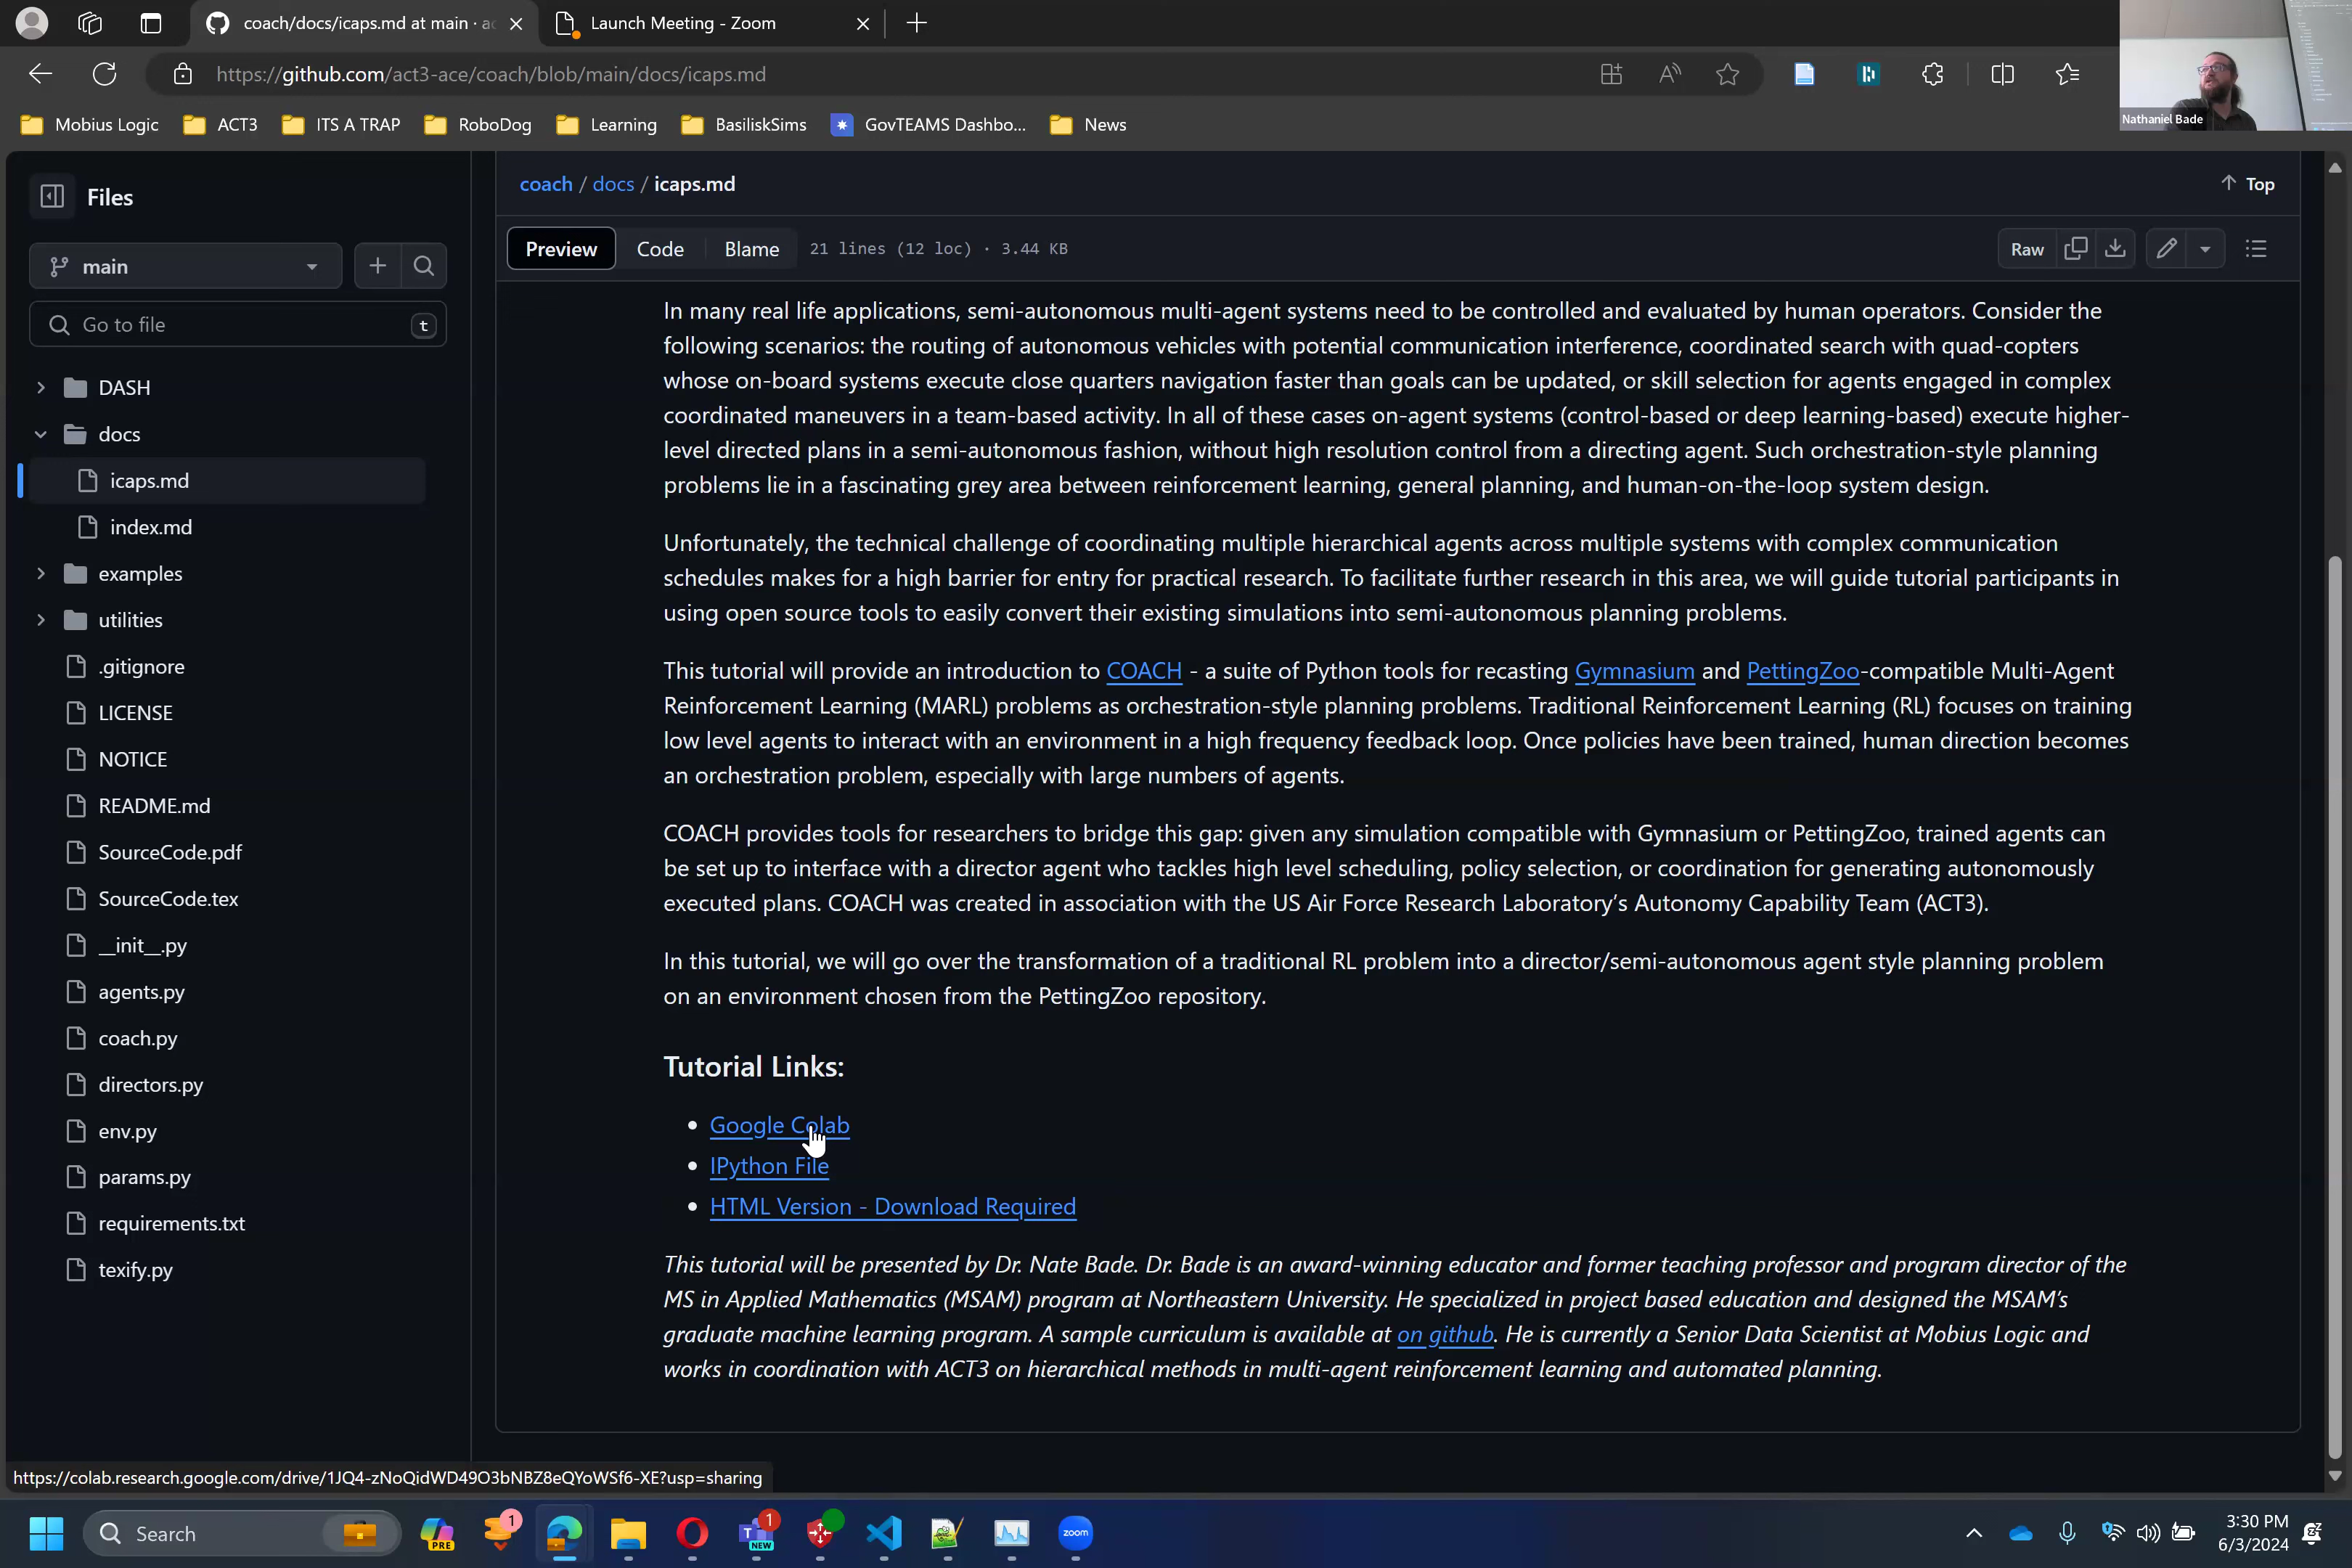 coach/docs/icaps.md at main · ac
Launch Meeting - Zoom
https://github.com/act3-ace/coach/blob/main/docs/icaps.md
Mobius Logic
ACT3
ITS A TRAP
RoboDog
Learning
BasiliskSims
GovTEAMS Dashbo...
News
Nathaniel Bade
Files
main
Go to file
t
DASH
docs
icaps.md
index.md
examples
utilities
.gitignore
LICENSE
NOTICE
README.md
SourceCode.pdf
SourceCode.tex
__init__.py
agents.py
coach.py
directors.py
env.py
params.py
requirements.txt
texify.py
coach / docs / icaps.md
Top
Preview
Code
Blame
21 lines (12 loc) · 3.44 KB
Raw
In many real life applications, semi-autonomous multi-agent systems need to be controlled and evaluated by human operators. Consider the
following scenarios: the routing of autonomous vehicles with potential communication interference, coordinated search with quad-copters
whose on-board systems execute close quarters navigation faster than goals can be updated, or skill selection for agents engaged in complex
coordinated maneuvers in a team-based activity. In all of these cases on-agent systems (control-based or deep learning-based) execute higher-
level directed plans in a semi-autonomous fashion, without high resolution control from a directing agent. Such orchestration-style planning
problems lie in a fascinating grey area between reinforcement learning, general planning, and human-on-the-loop system design.
Unfortunately, the technical challenge of coordinating multiple hierarchical agents across multiple systems with complex communication
schedules makes for a high barrier for entry for practical research. To facilitate further research in this area, we will guide tutorial participants in
using open source tools to easily convert their existing simulations into semi-autonomous planning problems.
This tutorial will provide an introduction to COACH - a suite of Python tools for recasting Gymnasium and PettingZoo-compatible Multi-Agent
Reinforcement Learning (MARL) problems as orchestration-style planning problems. Traditional Reinforcement Learning (RL) focuses on training
low level agents to interact with an environment in a high frequency feedback loop. Once policies have been trained, human direction becomes
an orchestration problem, especially with large numbers of agents.
COACH provides tools for researchers to bridge this gap: given any simulation compatible with Gymnasium or PettingZoo, trained agents can
be set up to interface with a director agent who tackles high level scheduling, policy selection, or coordination for generating autonomously
executed plans. COACH was created in association with the US Air Force Research Laboratory’s Autonomy Capability Team (ACT3).
In this tutorial, we will go over the transformation of a traditional RL problem into a director/semi-autonomous agent style planning problem
on an environment chosen from the PettingZoo repository.
Tutorial Links:
Google Colab
IPython File
HTML Version - Download Required
This tutorial will be presented by Dr. Nate Bade. Dr. Bade is an award-winning educator and former teaching professor and program director of the
MS in Applied Mathematics (MSAM) program at Northeastern University. He specialized in project based education and designed the MSAM’s
graduate machine learning program. A sample curriculum is available at on github. He is currently a Senior Data Scientist at Mobius Logic and
works in coordination with ACT3 on hierarchical methods in multi-agent reinforcement learning and automated planning.
https://colab.research.google.com/drive/1JQ4-zNoQidWD49O3bNBZ8eQYoWSf6-XE?usp=sharing
Search
PRE
1
1
NEW
zoom
3:30 PM
6/3/2024